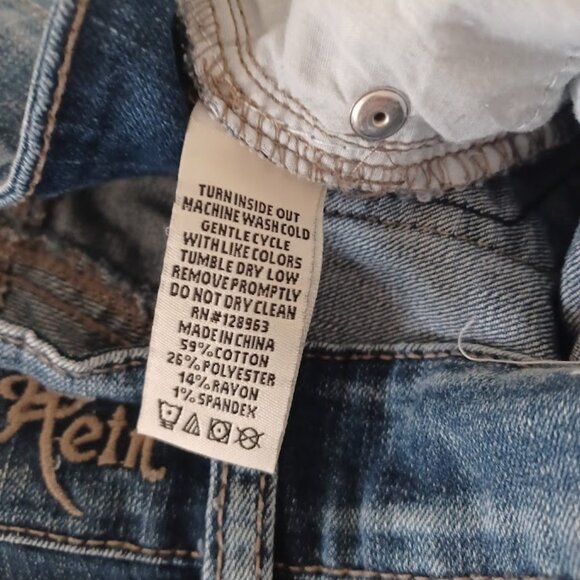 TURN INSIDE OUT
MACHINE WASH COLD
GENTLE CYCLE
WITH LIKE COLORS
TUMBLE DRY LOW
REMOVE PROMPTLY
DO NOT DRY CLEAN
RN#128963
MADE IN CHINA
59% COTTON
26% POLYESTER
14% RAYON
1% SPANDEX